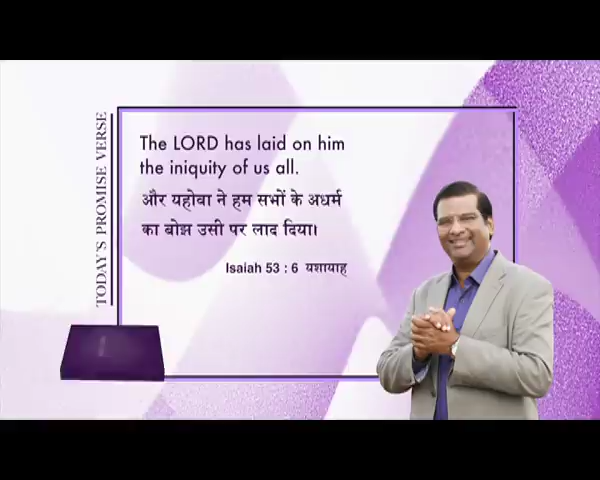 TODAY'S PROMISE VERSE
The LORD has laid on him
the iniquity of us all.
और यहोवा ने हम सभों के अधर्म
का बोझ उसी पर लाद दिया।
Isaiah 53 : 6 यशायाह